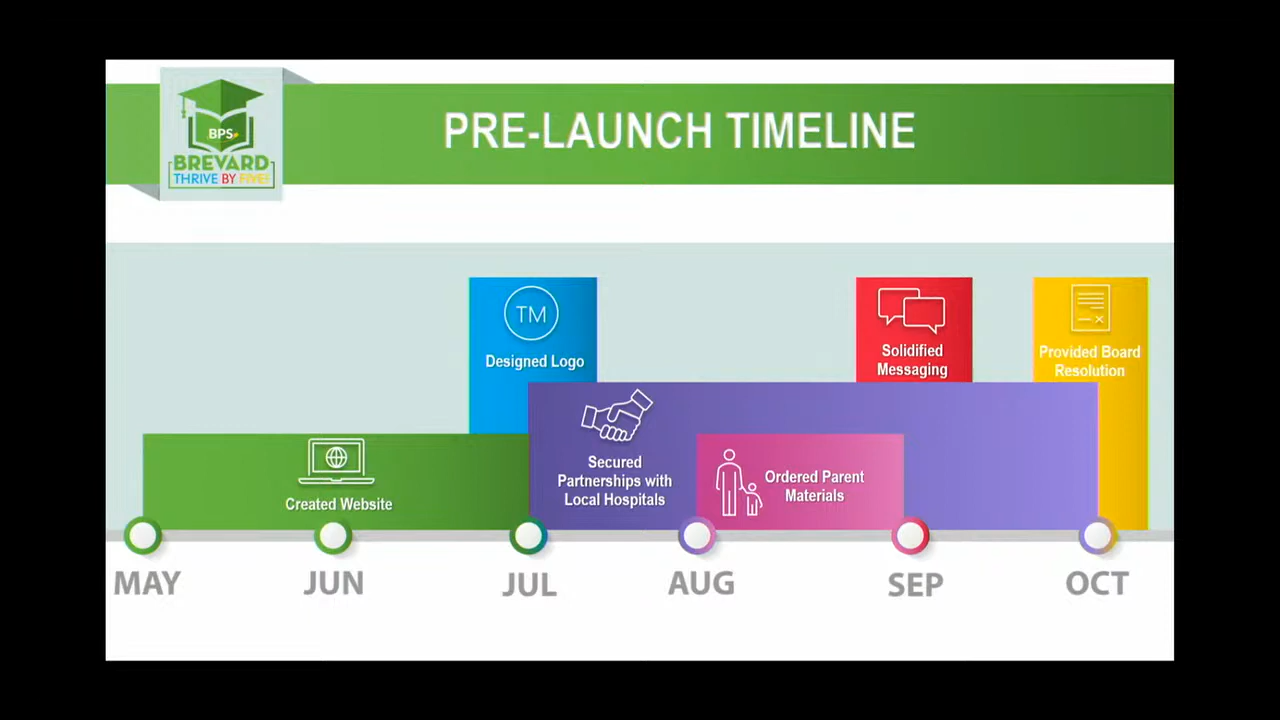 PRE-LAUNCH TIMELINE
BPS
BREVARD
THRIVE BY FIVE!
TM
Designed Logo
Solidified
Messaging
Provided Board
Resolution
Created Website
Secured
Partnerships with
Local Hospitals
Ordered Parent
Materials
MAY
JUN
JUL
AUG
SEP
OCT